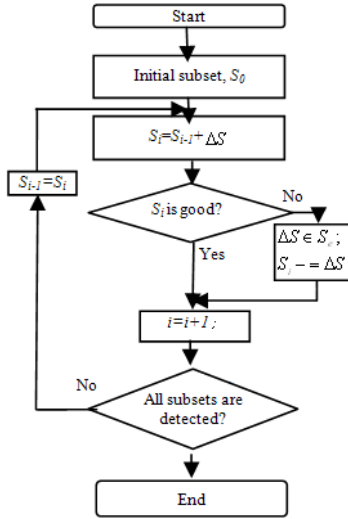 Start
Initial subset, S₀
Sᵢ=Sᵢ₋₁+ΔS
Sᵢ₋₁=Sᵢ
Sᵢ is good?
No
Yes
ΔS ∈ Sₑ;
Sᵢ −= ΔS
i=i+1;
No
All subsets are
detected?
End